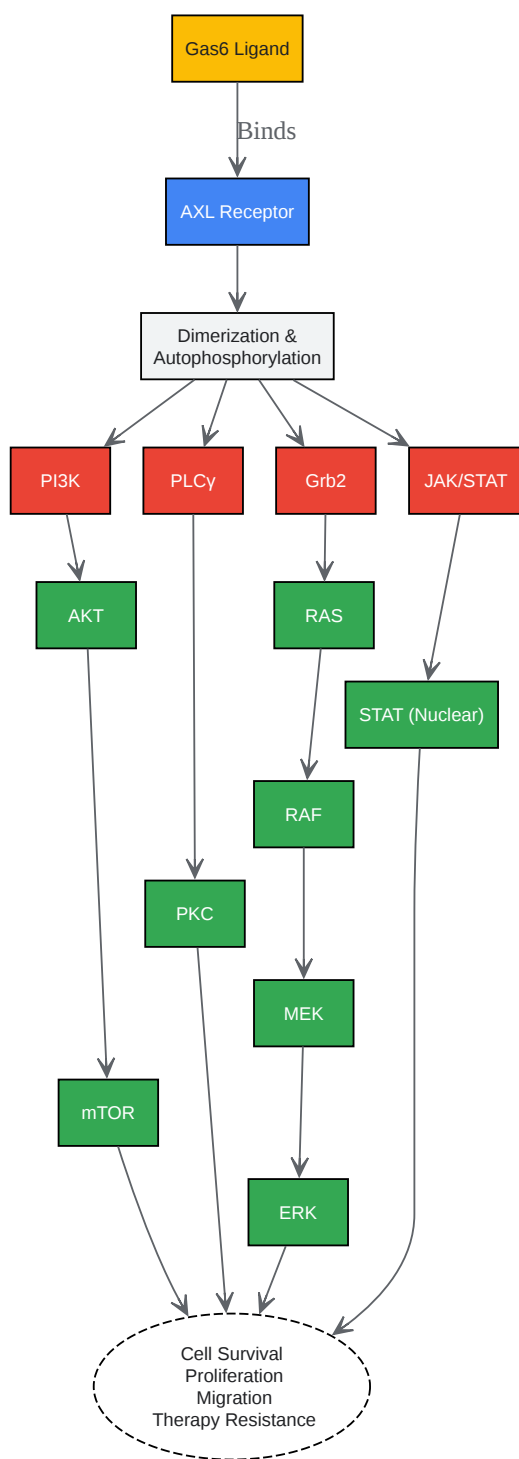 Gas6 Ligand
Binds
AXL Receptor
Dimerization &
Autophosphorylation
PI3K
PLCγ
Grb2
JAK/STAT
AKT
RAS
STAT (Nuclear)
RAF
PKC
MEK
mTOR
ERK
Cell Survival
Proliferation
Migration
Therapy Resistance